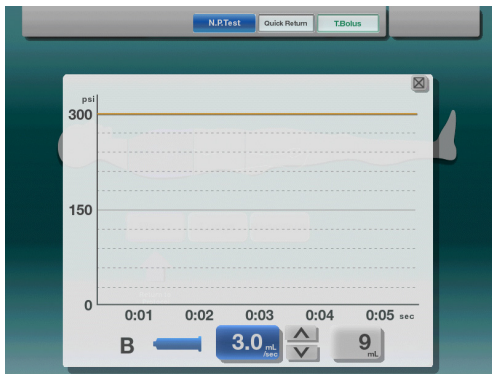 N.P.Test Quick Return T.Bolus
psi
300
150
0
0:01 0:02 0:03 0:04 0:05 sec
B 3.0 mL/sec 9 mL